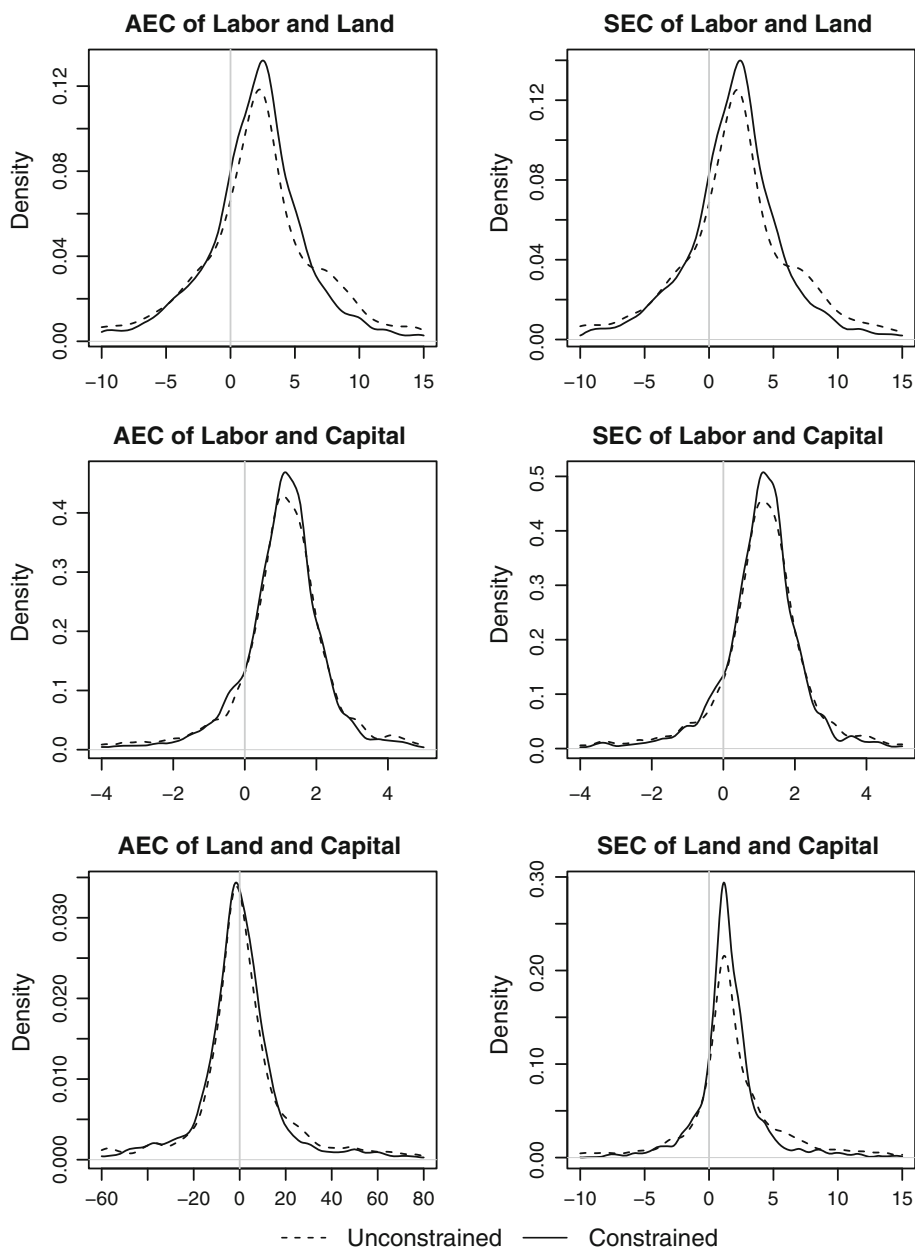 AEC of Labor and Land
Density
0.00 0.04 0.08 0.12
−10 −5 0 5 10 15
SEC of Labor and Land
Density
0.00 0.04 0.08 0.12
−10 −5 0 5 10 15
AEC of Labor and Capital
Density
0.0 0.1 0.2 0.3 0.4
−4 −2 0 2 4
SEC of Labor and Capital
Density
0.0 0.1 0.2 0.3 0.4 0.5
−4 −2 0 2 4
AEC of Land and Capital
Density
0.000 0.010 0.020 0.030
−60 −40 −20 0 20 40 60 80
SEC of Land and Capital
Density
0.00 0.10 0.20 0.30
−10 −5 0 5 10 15
Unconstrained Constrained